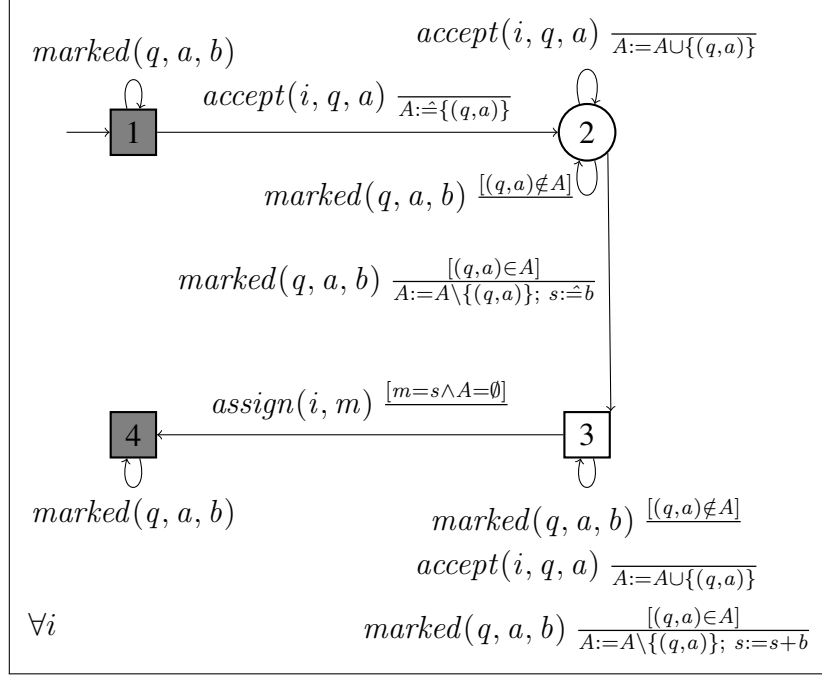 marked(q, a, b)
accept(i, q, a) A:=A∪{(q,a)}
accept(i, q, a) A:≙{(q,a)}
1
2
marked(q, a, b) [(q,a)∉A]
marked(q, a, b) [(q,a)∈A] / A:=A\{(q,a)}; s:≙b
assign(i, m) [m=s∧A=∅]
4
3
marked(q, a, b)
marked(q, a, b) [(q,a)∉A]
accept(i, q, a) A:=A∪{(q,a)}
∀i
marked(q, a, b) [(q,a)∈A] / A:=A\{(q,a)}; s:=s+b